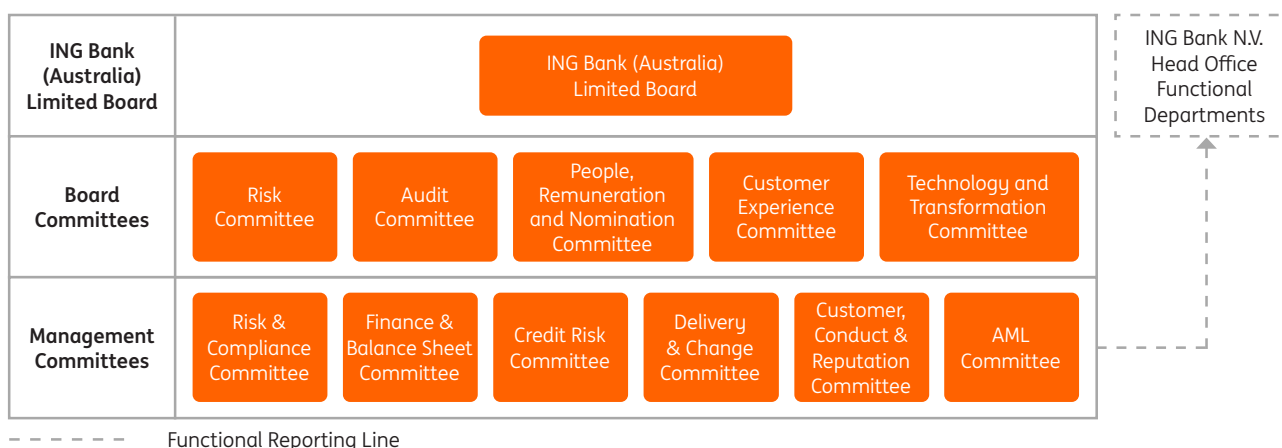 ING Bank
(Australia)
Limited Board
ING Bank (Australia)
Limited Board
ING Bank N.V.
Head Office
Functional
Departments
Board
Committees
Risk
Committee
Audit
Committee
People,
Remuneration
and Nomination
Committee
Customer
Experience
Committee
Technology and
Transformation
Committee
Management
Committees
Risk &
Compliance
Committee
Finance &
Balance Sheet
Committee
Credit Risk
Committee
Delivery
& Change
Committee
Customer,
Conduct &
Reputation
Committee
AML
Committee
Functional Reporting Line